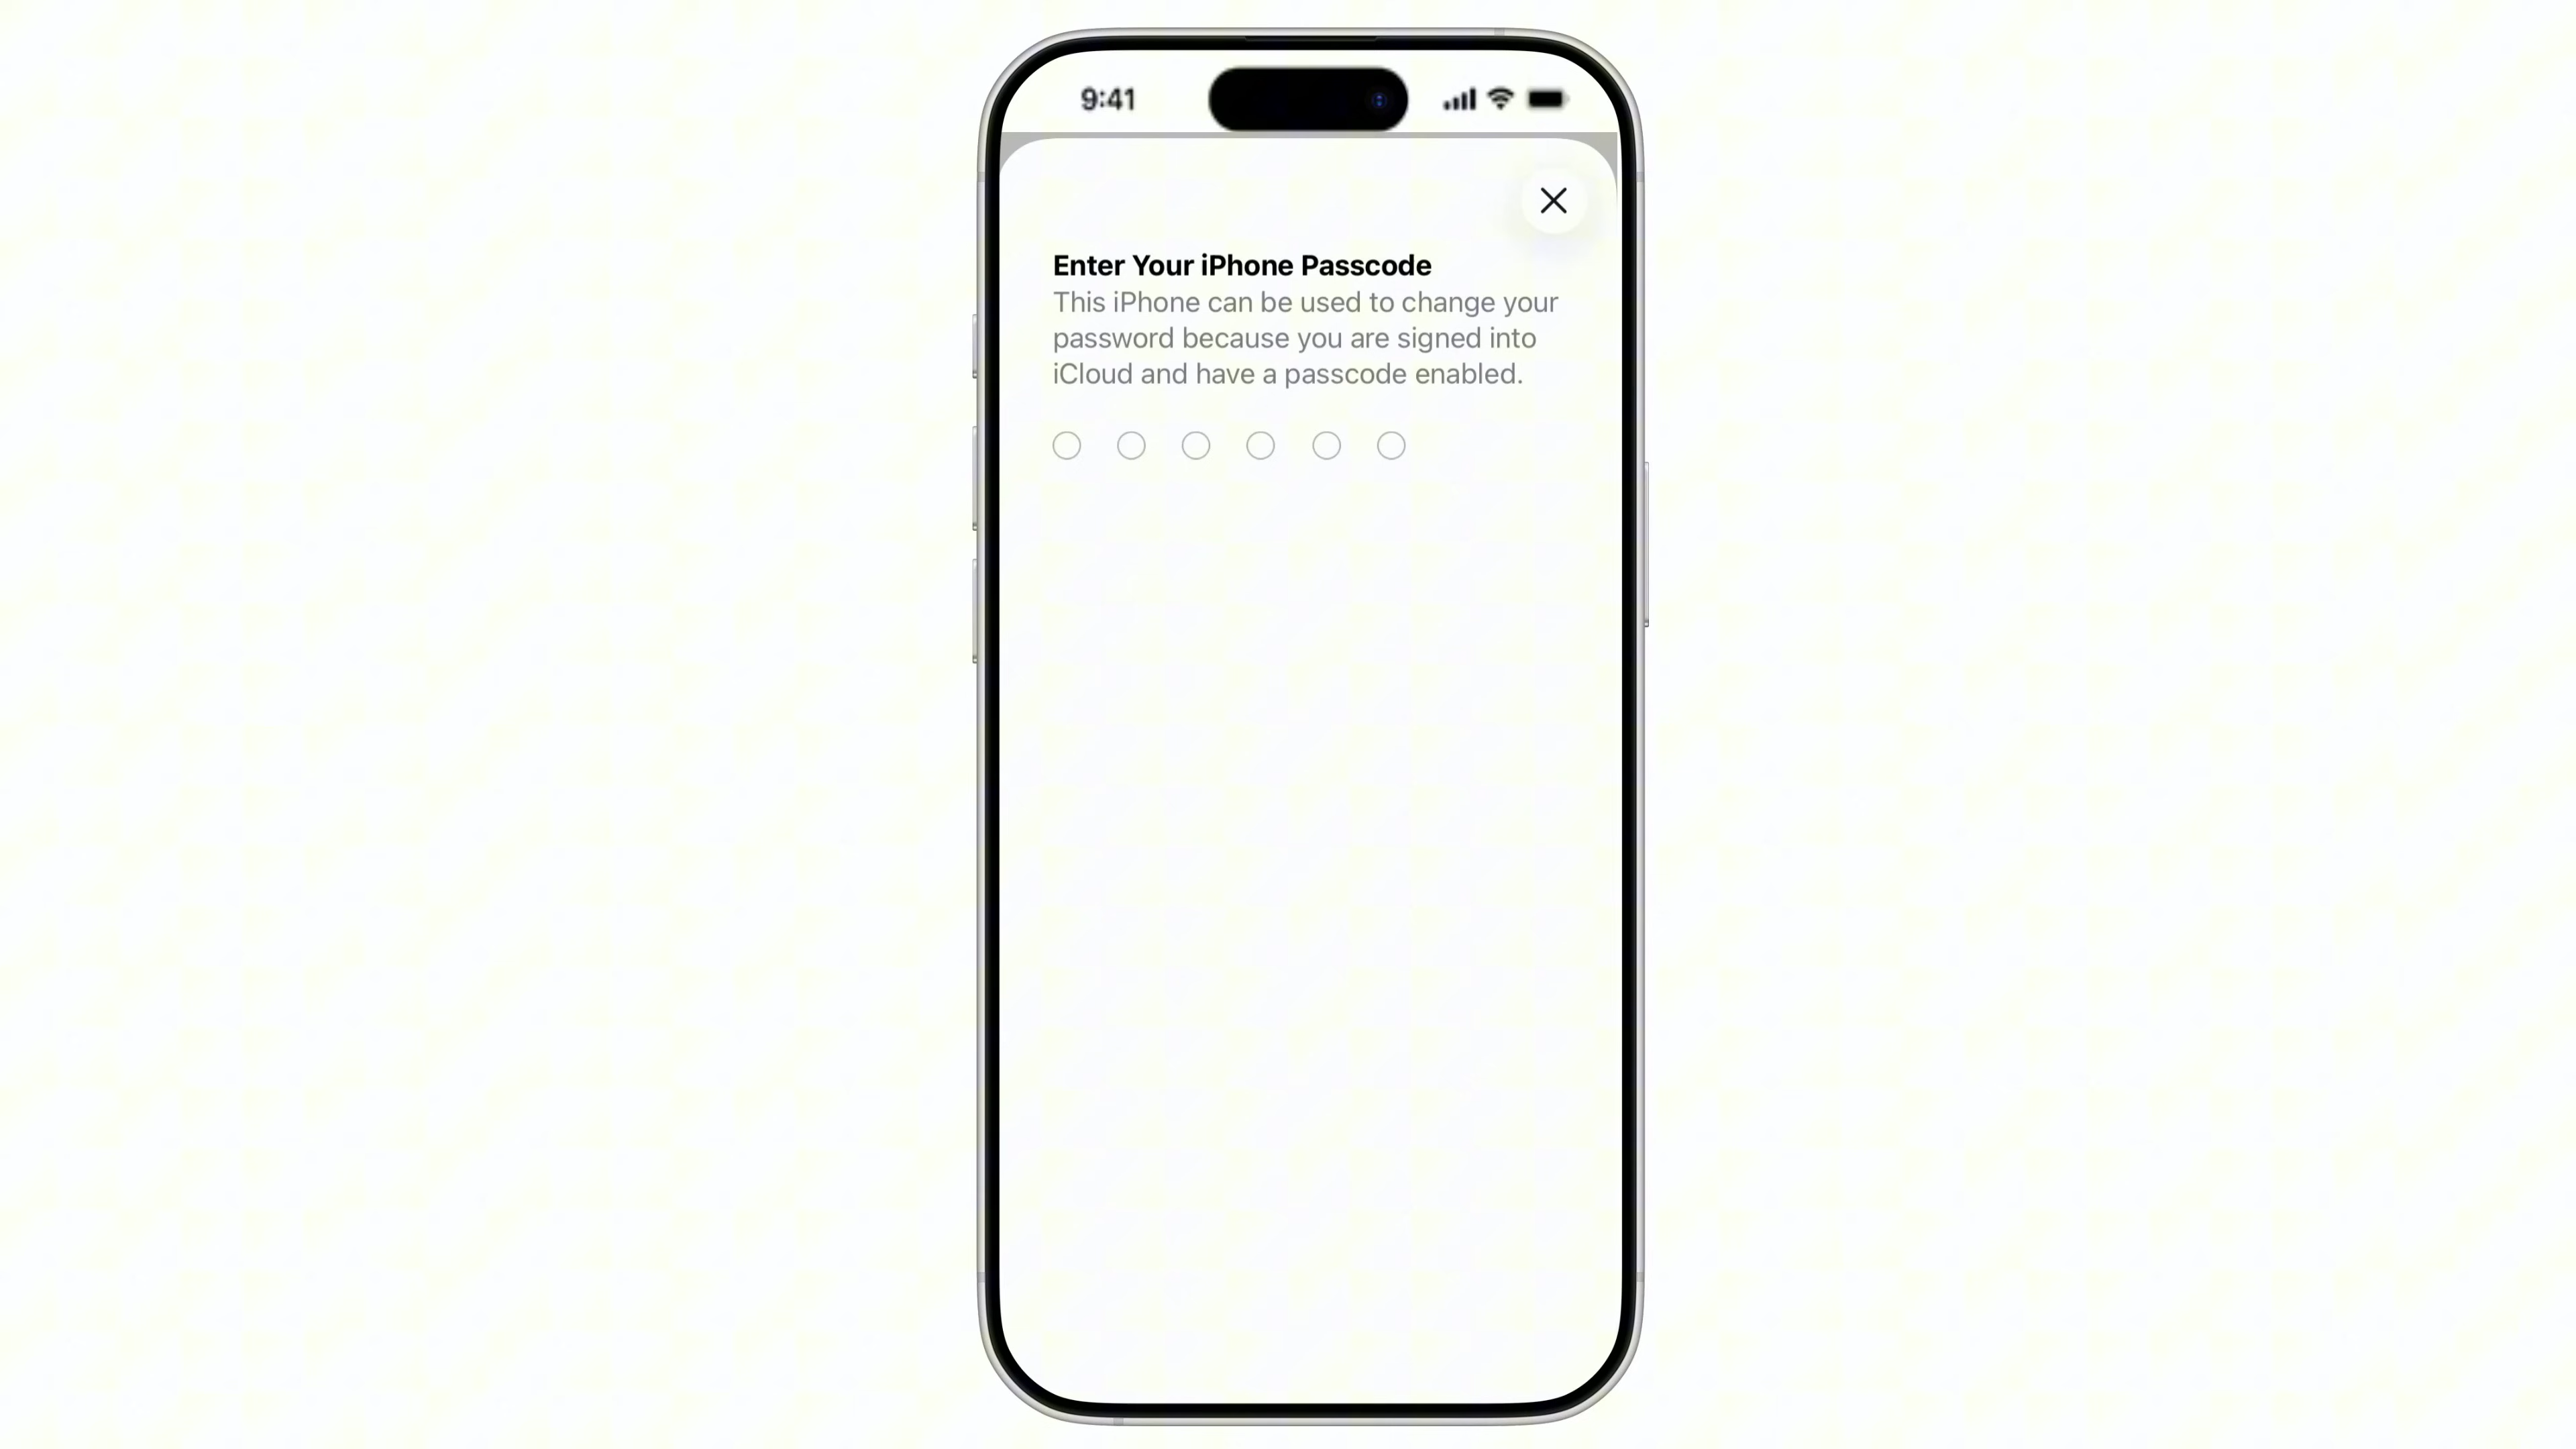 9:41
Enter Your iPhone Passcode
This iPhone can be used to change your
password because you are signed into
iCloud and have a passcode enabled.